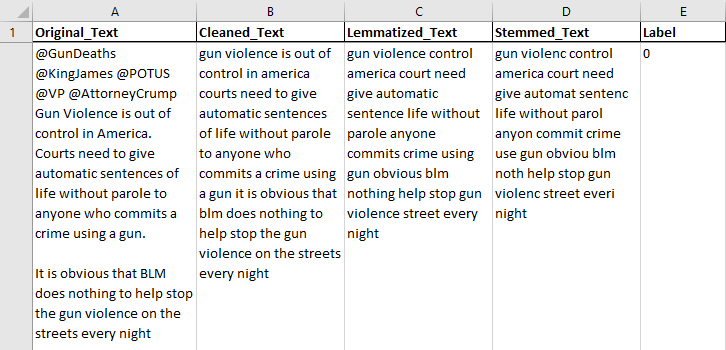 A B C D E
1 Original_Text Cleaned_Text Lemmatized_Text Stemmed_Text Label
@GunDeaths
@KingJames @POTUS
@VP @AttorneyCrump
Gun Violence is out of
control in America.
Courts need to give
automatic sentences of
life without parole to
anyone who commits a
crime using a gun.
It is obvious that BLM
does nothing to help stop
the gun violence on the
streets every night
gun violence is out of
control in america
courts need to give
automatic sentences
of life without parole
to anyone who
commits a crime using
a gun it is obvious that
blm does nothing to
help stop the gun
violence on the streets
every night
gun violence control
america court need
give automatic
sentence life without
parole anyone
commits crime using
gun obvious blm
nothing help stop gun
violence street every
night
gun violenc control
america court need
give automat sentenc
life without parol
anyon commit crime
use gun obviou blm
noth help stop gun
violenc street everi
night
0